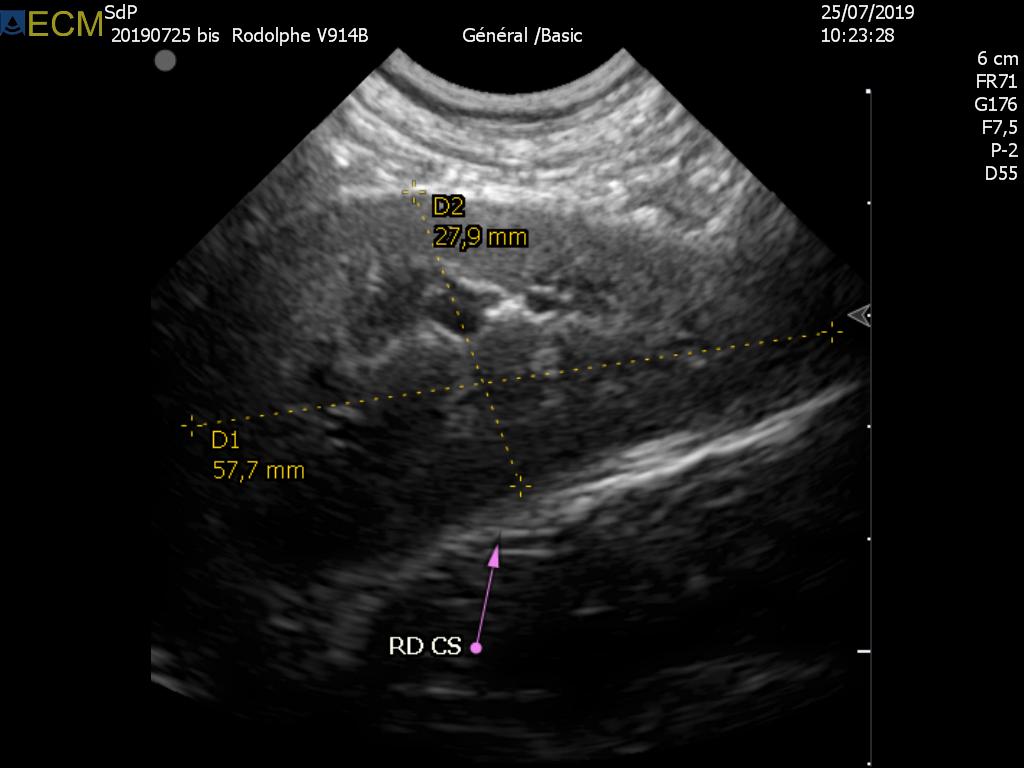 ECM
SdP
20190725 bis Rodolphe V914B
Général /Basic
25/07/2019
10:23:28
6 cm
FR71
G176
F7,5
P-2
D55
D2
27,9 mm
D1
57,7 mm
RD CS